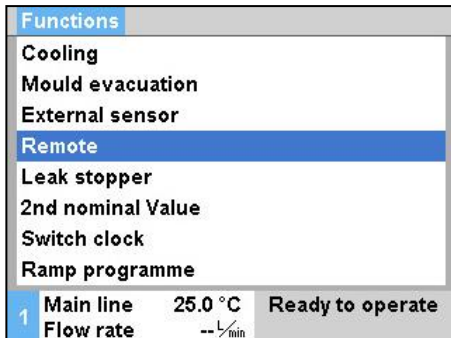 Functions
Cooling
Mould evacuation
External sensor
Remote
Leak stopper
2nd nominal Value
Switch clock
Ramp programme
1 Main line 25.0 °C Ready to operate
Flow rate -- L/min